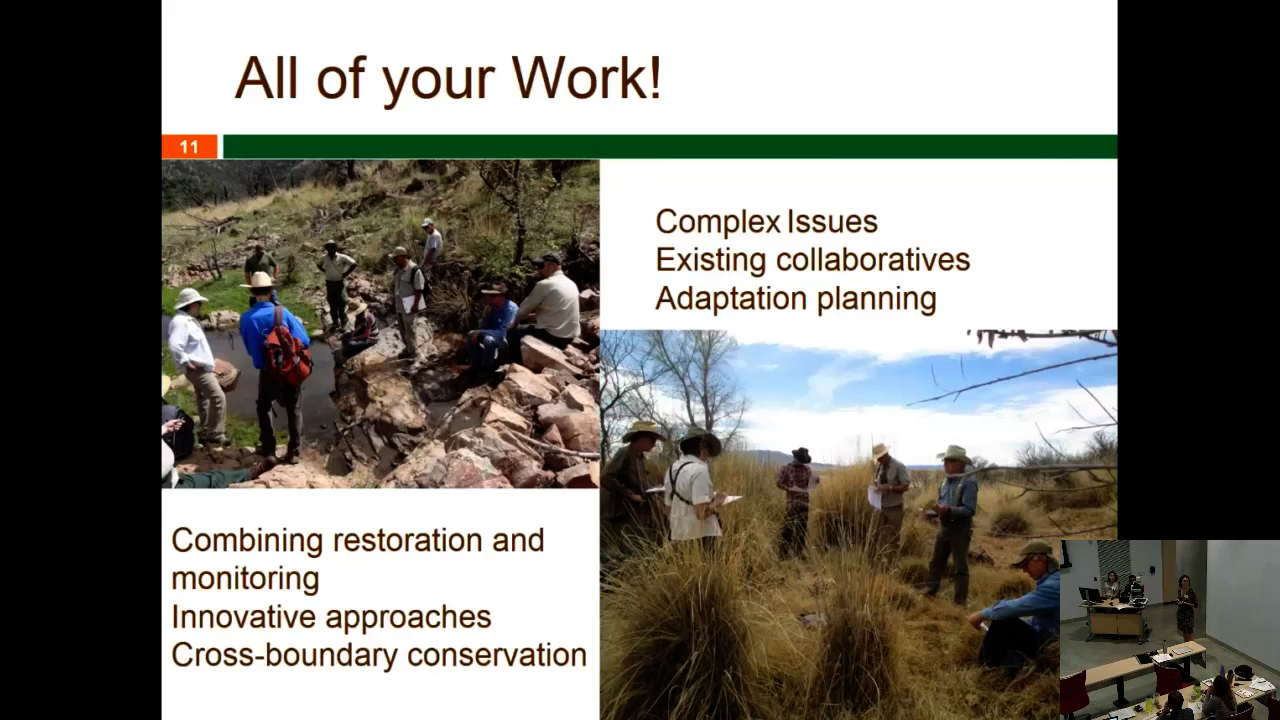 All of your Work!
11
Complex Issues
Existing collaboratives
Adaptation planning
Combining restoration and
monitoring
Innovative approaches
Cross-boundary conservation